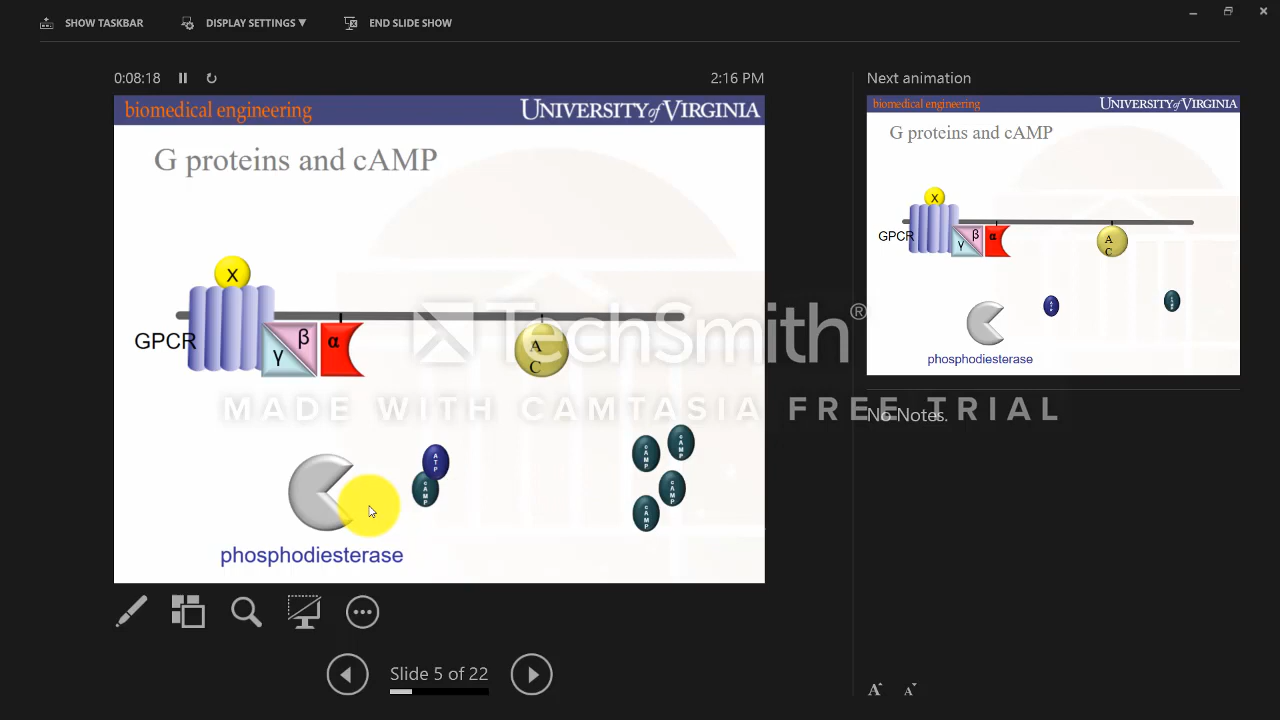 SHOW TASKBAR
DISPLAY SETTINGS ▼
END SLIDE SHOW
0:08:18
2:16 PM
biomedical engineering
UNIVERSITY of VIRGINIA
G proteins and cAMP
X
GPCR
γ
β
α
A
C
ATP
cAMP
cAMP
cAMP
cAMP
cAMP
phosphodiesterase
Slide 5 of 22
Next animation
biomedical engineering
UNIVERSITY of VIRGINIA
G proteins and cAMP
X
GPCR
γ
β
α
A
C
phosphodiesterase
No Notes.
A
A
TechSmith®
MADE WITH CAMTASIA FREE TRIAL